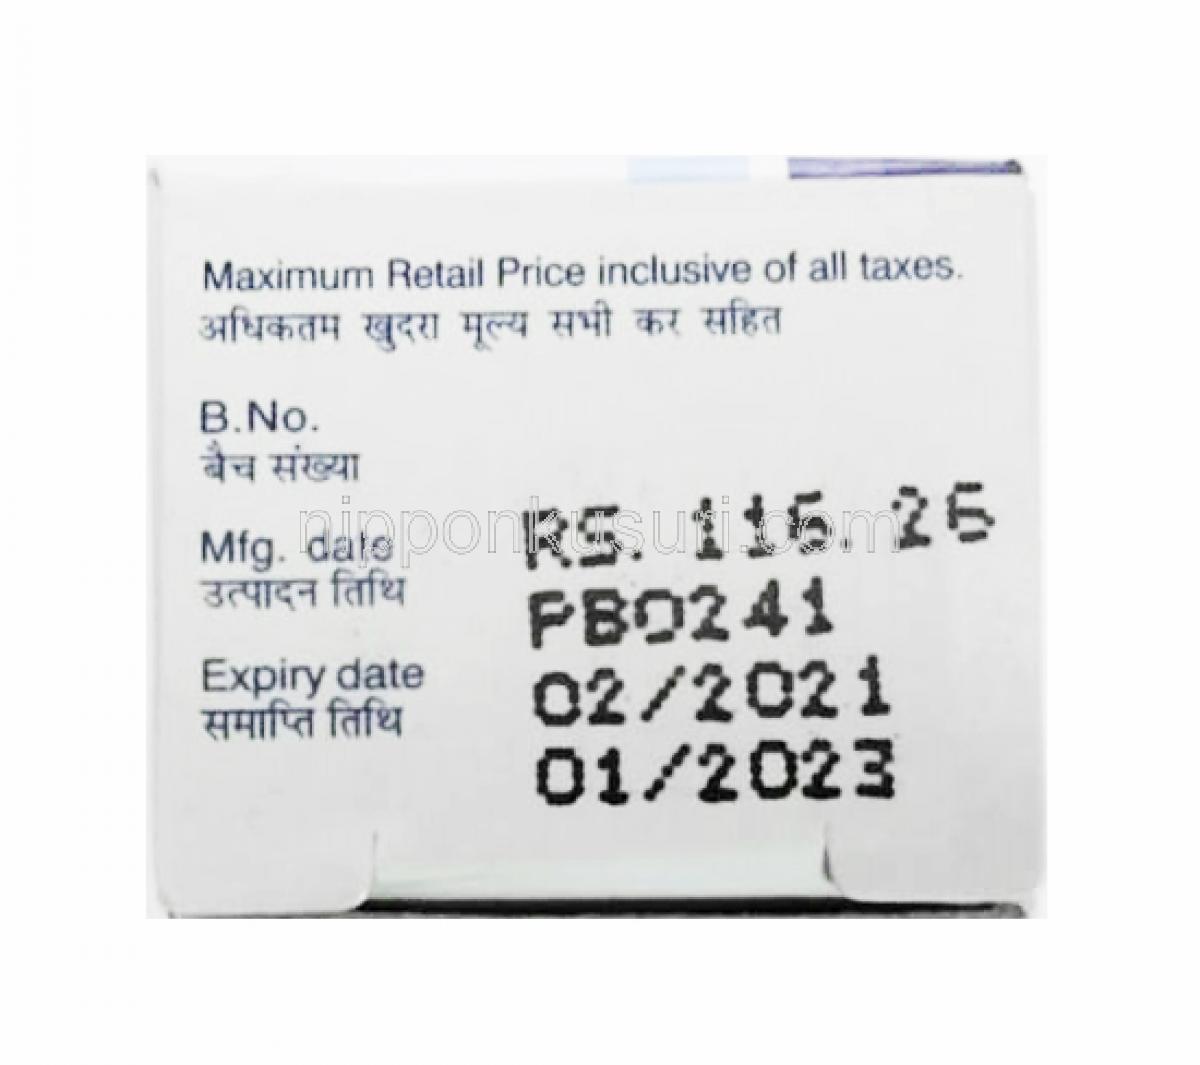 Maximum Retail Price inclusive of all taxes.
अधिकतम खुदरा मूल्य सभी कर सहित
B.No.
बैच संख्या
Mfg. date
उत्पादन तिथि
Expiry date
समाप्ति तिथि
RS. 116. 26
PB0241
02/2021
01/2023
nipponkusuri.com